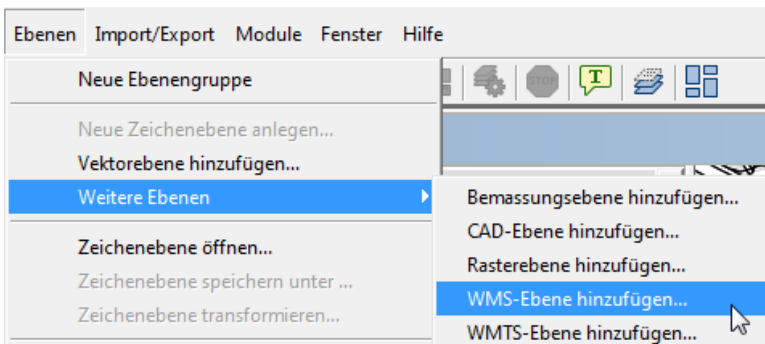 Ebenen Import/Export Module Fenster Hilfe
Neue Ebenengruppe
STOP T
Neue Zeichenebene anlegen...
Vektorebene hinzufügen...
Weitere Ebenen
Bemassungsebene hinzufügen...
CAD-Ebene hinzufügen...
Zeichenebene öffnen...
Rasterebene hinzufügen...
Zeichenebene speichern unter ...
WMS-Ebene hinzufügen...
Zeichenebene transformieren...
WMTS-Ebene hinzufügen...